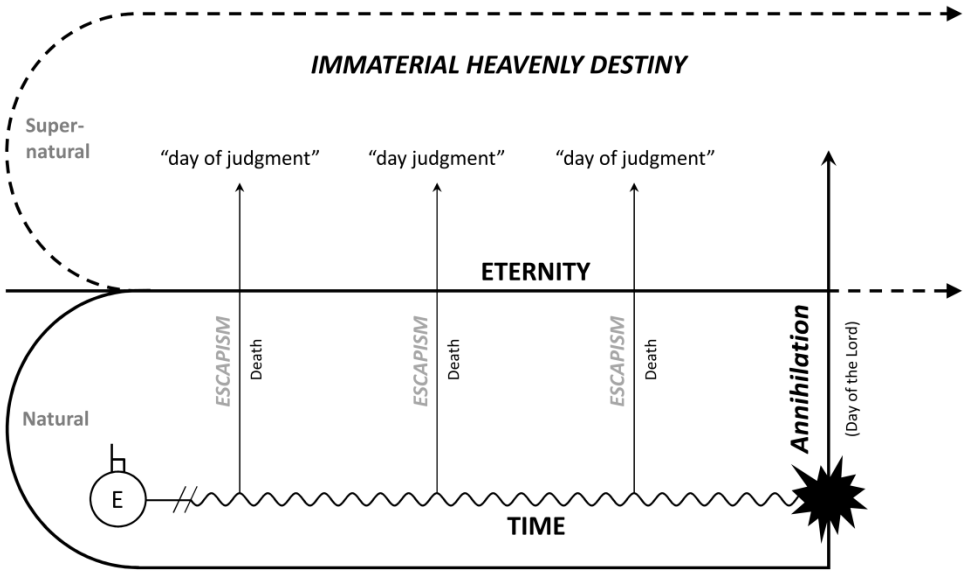 IMMATERIAL HEAVENLY DESTINY
Super-
natural
“day of judgment”
“day judgment”
“day of judgment”
ETERNITY
ESCAPISM
Death
ESCAPISM
Death
ESCAPISM
Death
Annihilation
(Day of the Lord)
Natural
E
TIME